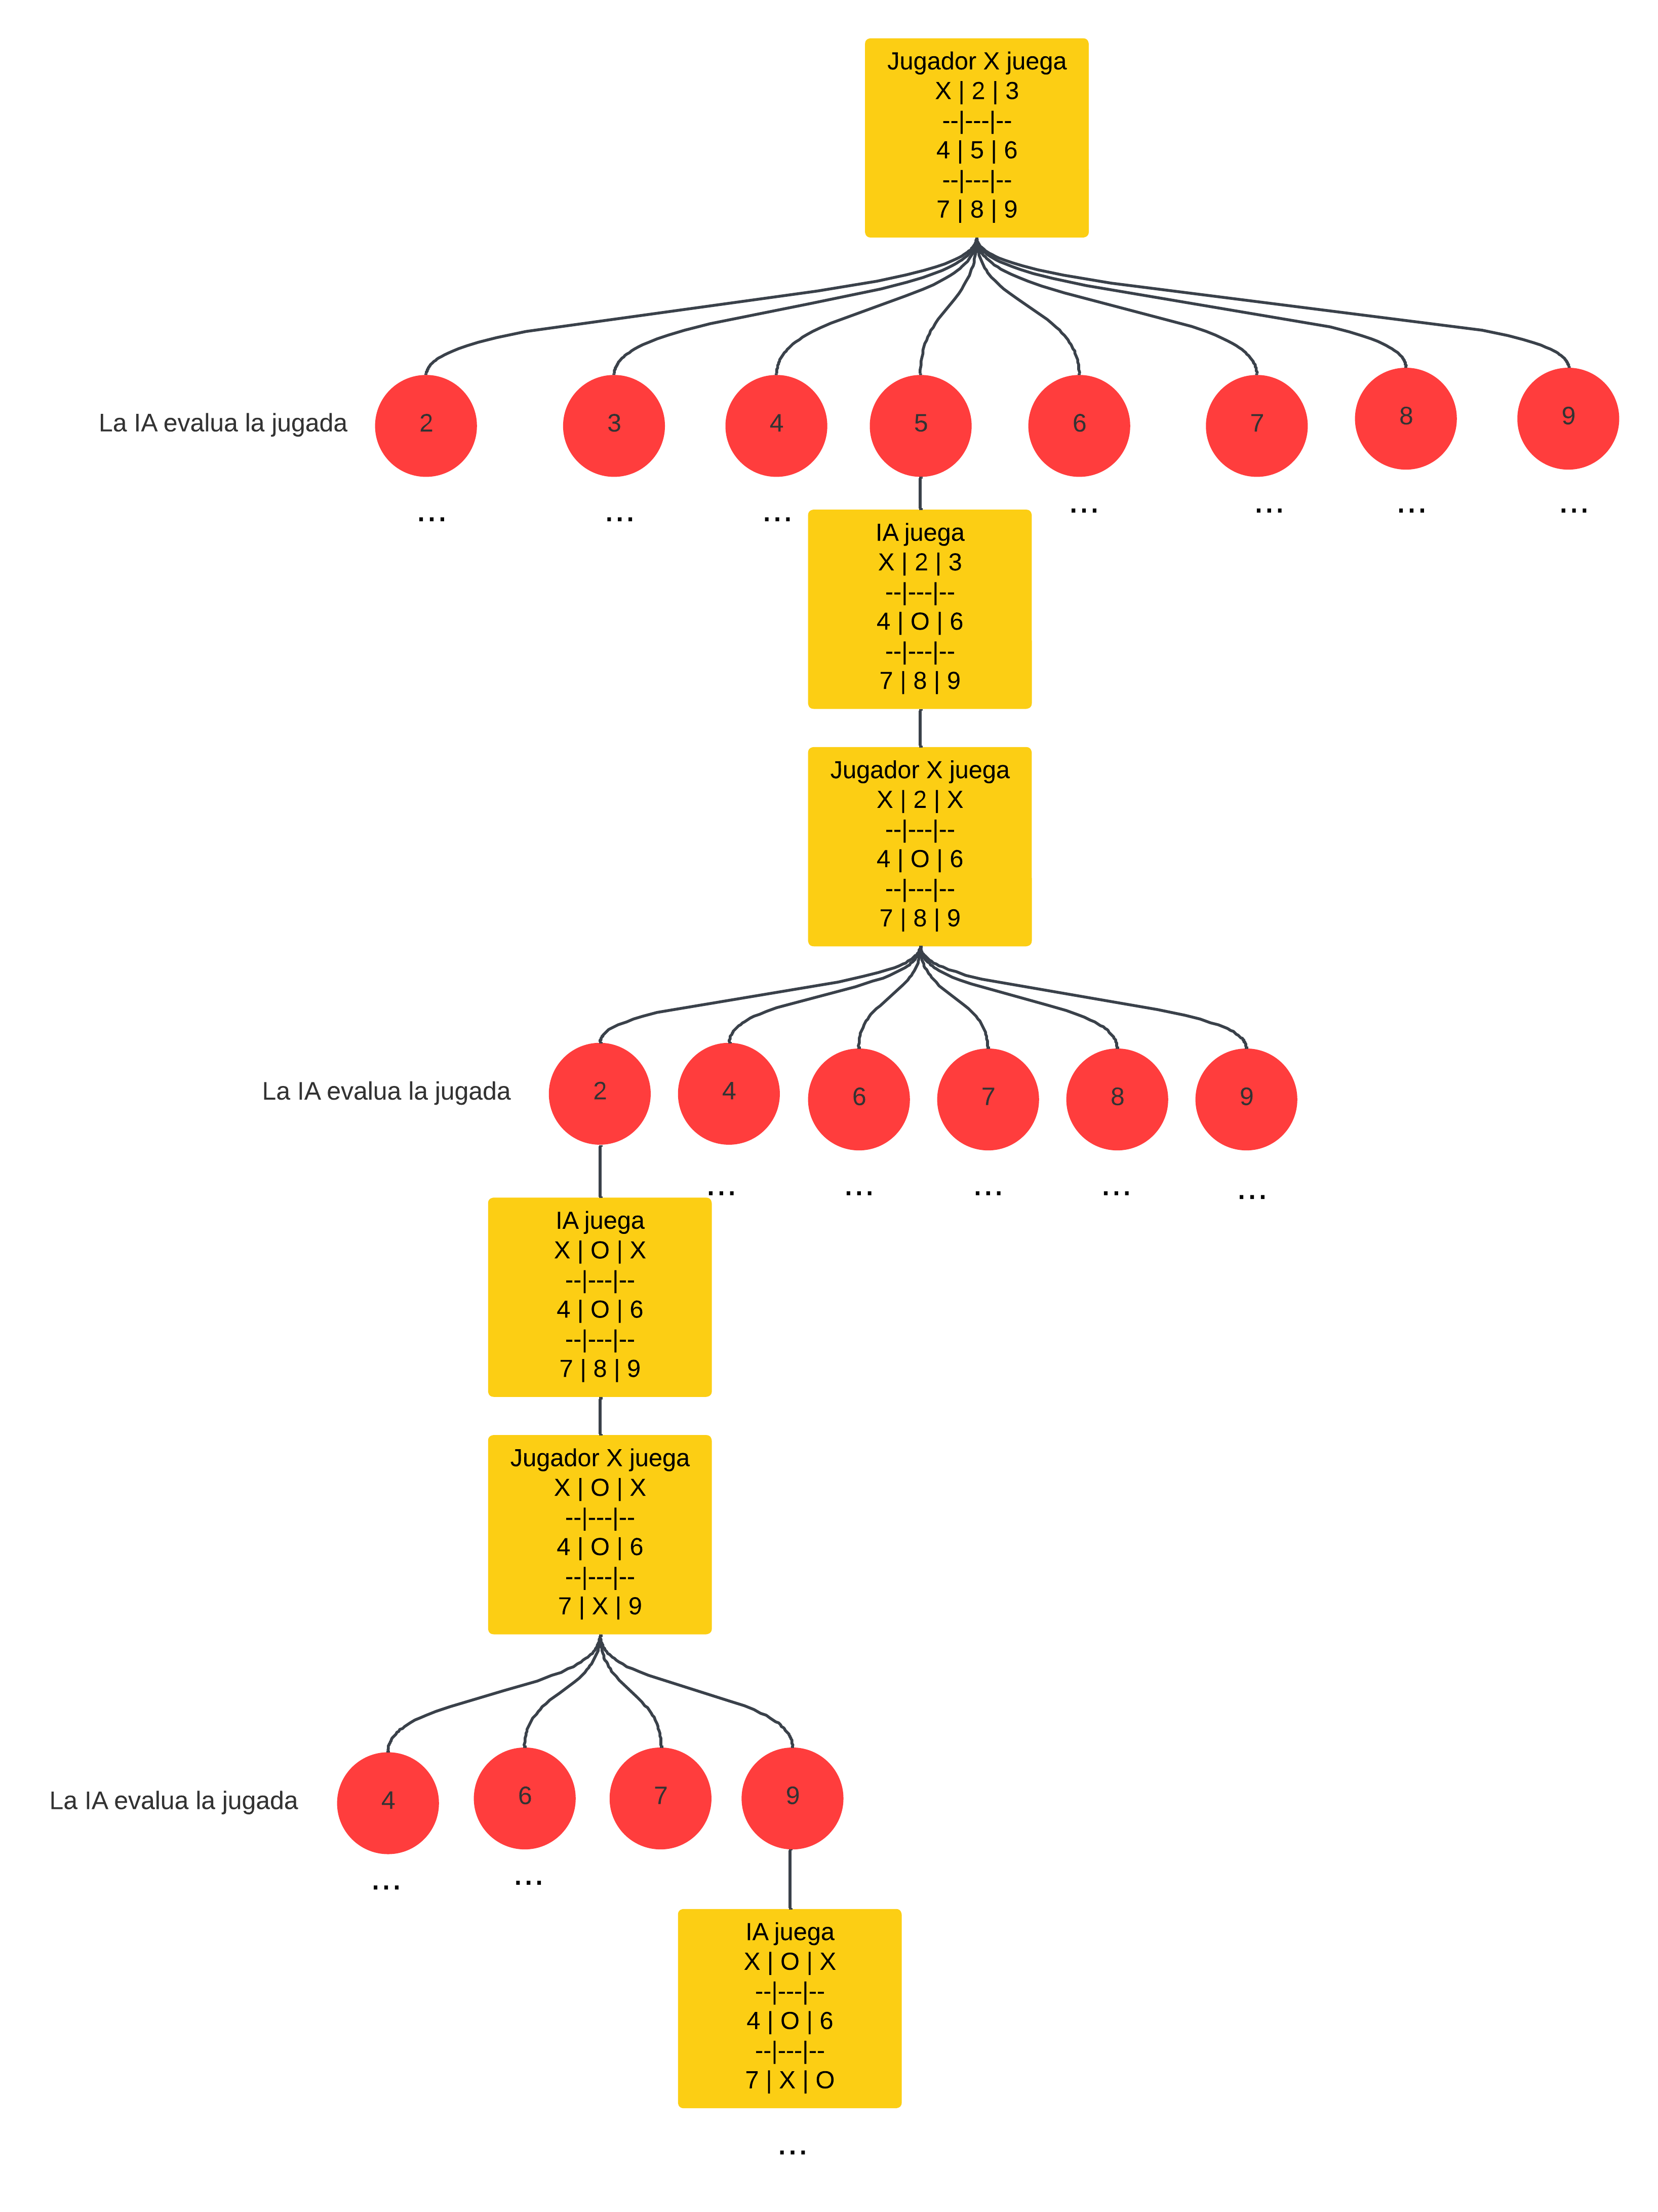 Jugador X juega
X | 2 | 3
--|---|--
4 | 5 | 6
--|---|--
7 | 8 | 9
La IA evalua la jugada
2
3
4
5
6
7
8
9
...
...
...
...
...
...
...
IA juega
X | 2 | 3
--|---|--
4 | O | 6
--|---|--
7 | 8 | 9
Jugador X juega
X | 2 | X
--|---|--
4 | O | 6
--|---|--
7 | 8 | 9
La IA evalua la jugada
2
4
6
7
8
9
...
...
...
...
...
IA juega
X | O | X
--|---|--
4 | O | 6
--|---|--
7 | 8 | 9
Jugador X juega
X | O | X
--|---|--
4 | O | 6
--|---|--
7 | X | 9
La IA evalua la jugada
4
6
7
9
...
...
IA juega
X | O | X
--|---|--
4 | O | 6
--|---|--
7 | X | O
...